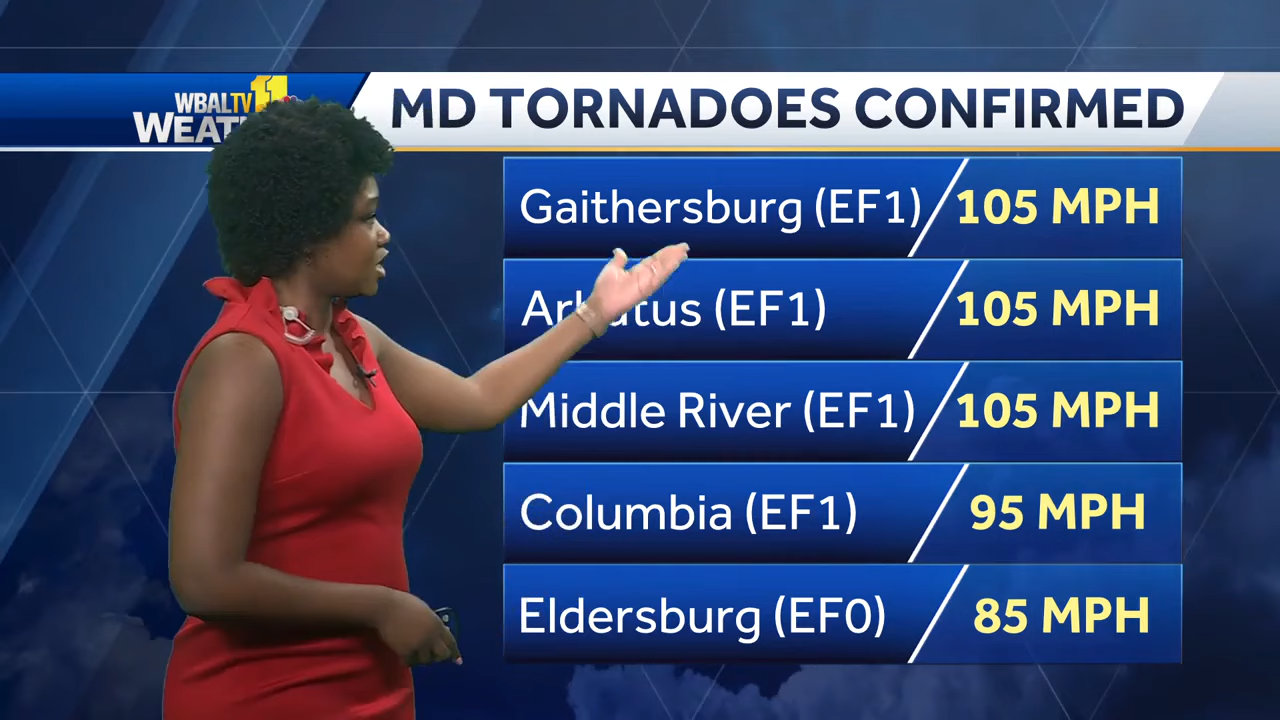 WBALTV 11
MD TORNADOES CONFIRMED
Gaithersburg (EF1) 105 MPH
(EF1) 105 MPH
Middle River (EF1) 105 MPH
Columbia (EF1) 95 MPH
Eldersburg (EF0) 85 MPH